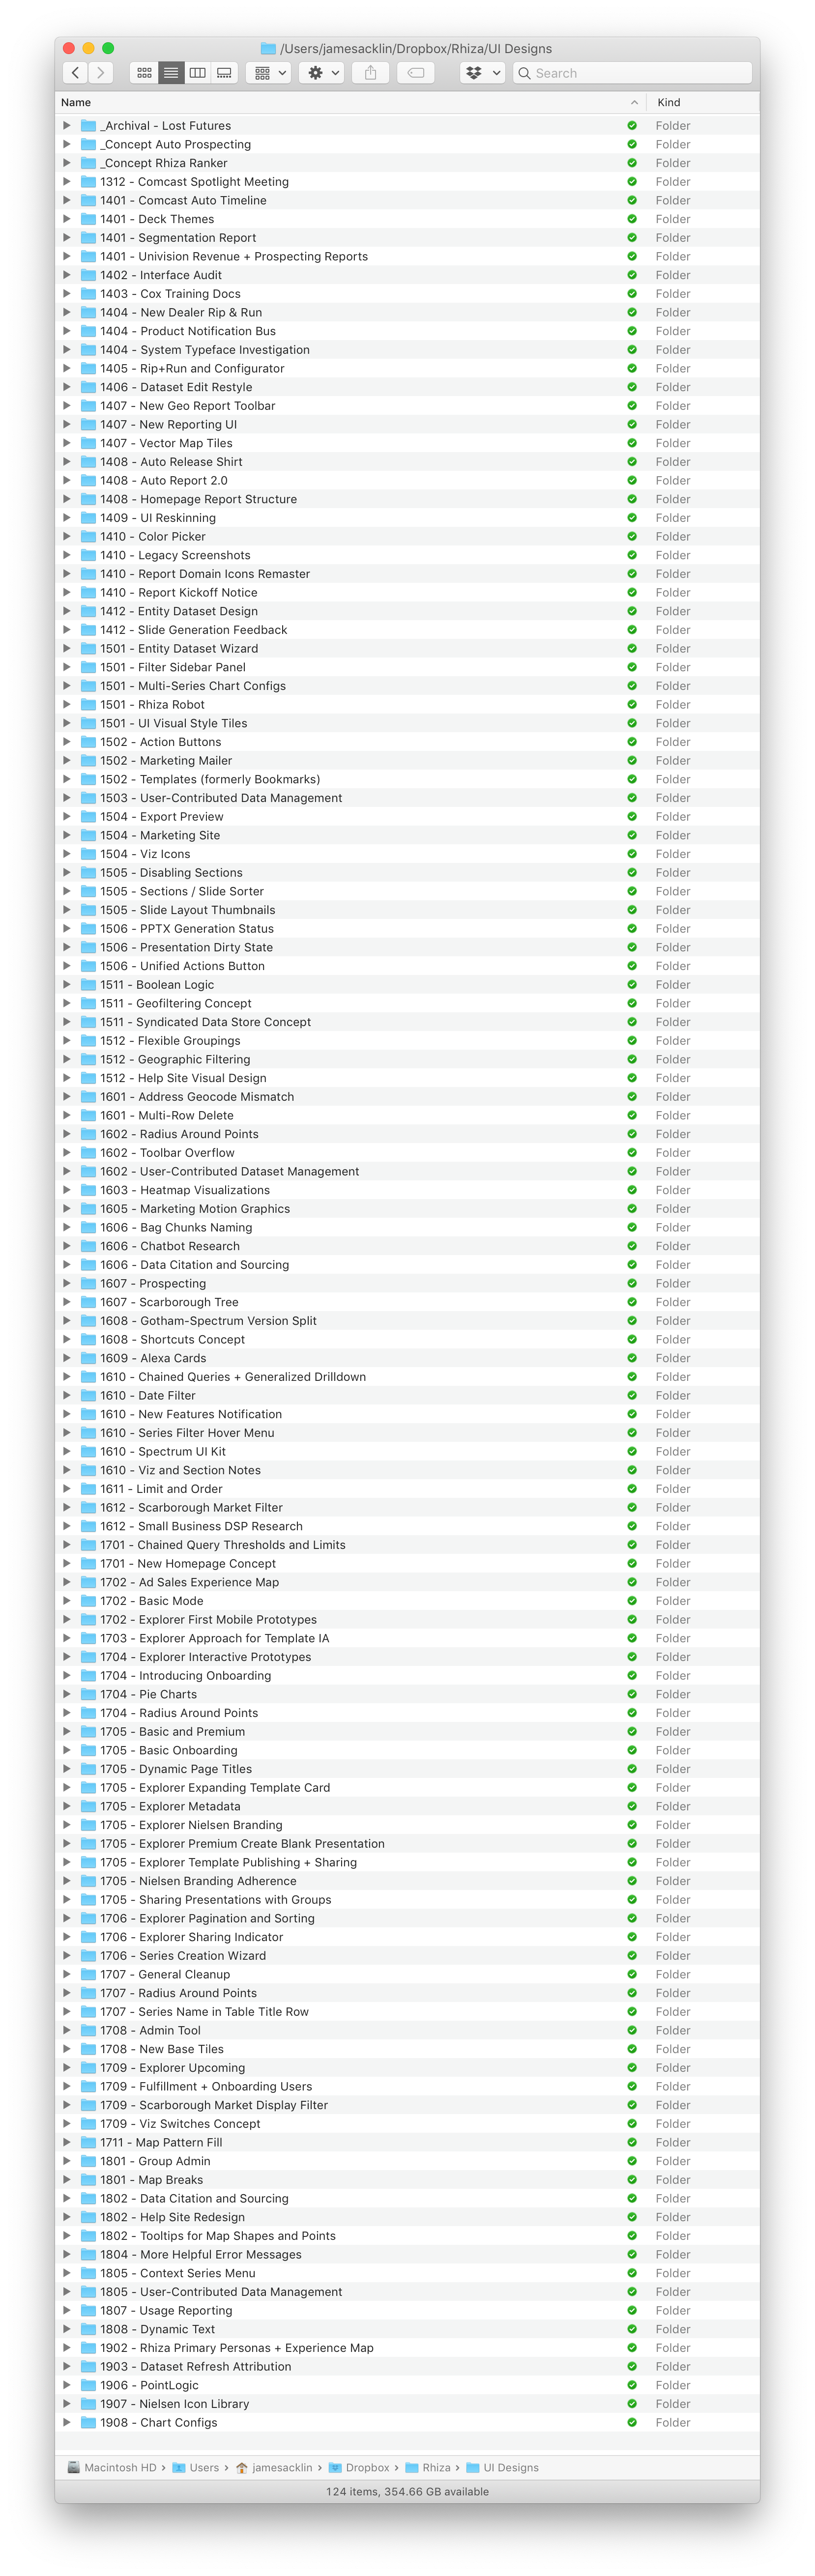 /Users/jamesacklin/Dropbox/Rhiza/UI Designs
Search
Name Kind
_Archival - Lost Futures Folder
_Concept Auto Prospecting Folder
_Concept Rhiza Ranker Folder
1312 - Comcast Spotlight Meeting Folder
1401 - Comcast Auto Timeline Folder
1401 - Deck Themes Folder
1401 - Segmentation Report Folder
1401 - Univision Revenue + Prospecting Reports Folder
1402 - Interface Audit Folder
1403 - Cox Training Docs Folder
1404 - New Dealer Rip & Run Folder
1404 - Product Notification Bus Folder
1404 - System Typeface Investigation Folder
1405 - Rip+Run and Configurator Folder
1406 - Dataset Edit Restyle Folder
1407 - New Geo Report Toolbar Folder
1407 - New Reporting UI Folder
1407 - Vector Map Tiles Folder
1408 - Auto Release Shirt Folder
1408 - Auto Report 2.0 Folder
1408 - Homepage Report Structure Folder
1409 - UI Reskinning Folder
1410 - Color Picker Folder
1410 - Legacy Screenshots Folder
1410 - Report Domain Icons Remaster Folder
1410 - Report Kickoff Notice Folder
1412 - Entity Dataset Design Folder
1412 - Slide Generation Feedback Folder
1501 - Entity Dataset Wizard Folder
1501 - Filter Sidebar Panel Folder
1501 - Multi-Series Chart Configs Folder
1501 - Rhiza Robot Folder
1501 - UI Visual Style Tiles Folder
1502 - Action Buttons Folder
1502 - Marketing Mailer Folder
1502 - Templates (formerly Bookmarks) Folder
1503 - User-Contributed Data Management Folder
1504 - Export Preview Folder
1504 - Marketing Site Folder
1504 - Viz Icons Folder
1505 - Disabling Sections Folder
1505 - Sections / Slide Sorter Folder
1505 - Slide Layout Thumbnails Folder
1506 - PPTX Generation Status Folder
1506 - Presentation Dirty State Folder
1506 - Unified Actions Button Folder
1511 - Boolean Logic Folder
1511 - Geofiltering Concept Folder
1511 - Syndicated Data Store Concept Folder
1512 - Flexible Groupings Folder
1512 - Geographic Filtering Folder
1512 - Help Site Visual Design Folder
1601 - Address Geocode Mismatch Folder
1601 - Multi-Row Delete Folder
1602 - Radius Around Points Folder
1602 - Toolbar Overflow Folder
1602 - User-Contributed Dataset Management Folder
1603 - Heatmap Visualizations Folder
1605 - Marketing Motion Graphics Folder
1606 - Bag Chunks Naming Folder
1606 - Chatbot Research Folder
1606 - Data Citation and Sourcing Folder
1607 - Prospecting Folder
1607 - Scarborough Tree Folder
1608 - Gotham-Spectrum Version Split Folder
1608 - Shortcuts Concept Folder
1609 - Alexa Cards Folder
1610 - Chained Queries + Generalized Drilldown Folder
1610 - Date Filter Folder
1610 - New Features Notification Folder
1610 - Series Filter Hover Menu Folder
1610 - Spectrum UI Kit Folder
1610 - Viz and Section Notes Folder
1611 - Limit and Order Folder
1612 - Scarborough Market Filter Folder
1612 - Small Business DSP Research Folder
1701 - Chained Query Thresholds and Limits Folder
1701 - New Homepage Concept Folder
1702 - Ad Sales Experience Map Folder
1702 - Basic Mode Folder
1702 - Explorer First Mobile Prototypes Folder
1703 - Explorer Approach for Template IA Folder
1704 - Explorer Interactive Prototypes Folder
1704 - Introducing Onboarding Folder
1704 - Pie Charts Folder
1704 - Radius Around Points Folder
1705 - Basic and Premium Folder
1705 - Basic Onboarding Folder
1705 - Dynamic Page Titles Folder
1705 - Explorer Expanding Template Card Folder
1705 - Explorer Metadata Folder
1705 - Explorer Nielsen Branding Folder
1705 - Explorer Premium Create Blank Presentation Folder
1705 - Explorer Template Publishing + Sharing Folder
1705 - Nielsen Branding Adherence Folder
1705 - Sharing Presentations with Groups Folder
1706 - Explorer Pagination and Sorting Folder
1706 - Explorer Sharing Indicator Folder
1706 - Series Creation Wizard Folder
1707 - General Cleanup Folder
1707 - Radius Around Points Folder
1707 - Series Name in Table Title Row Folder
1708 - Admin Tool Folder
1708 - New Base Tiles Folder
1709 - Explorer Upcoming Folder
1709 - Fulfillment + Onboarding Users Folder
1709 - Scarborough Market Display Filter Folder
1709 - Viz Switches Concept Folder
1711 - Map Pattern Fill Folder
1801 - Group Admin Folder
1801 - Map Breaks Folder
1802 - Data Citation and Sourcing Folder
1802 - Help Site Redesign Folder
1802 - Tooltips for Map Shapes and Points Folder
1804 - More Helpful Error Messages Folder
1805 - Context Series Menu Folder
1805 - User-Contributed Data Management Folder
1807 - Usage Reporting Folder
1808 - Dynamic Text Folder
1902 - Rhiza Primary Personas + Experience Map Folder
1903 - Dataset Refresh Attribution Folder
1906 - PointLogic Folder
1907 - Nielsen Icon Library Folder
1908 - Chart Configs Folder
Macintosh HD › Users › jamesacklin › Dropbox › Rhiza › UI Designs
124 items, 354.66 GB available